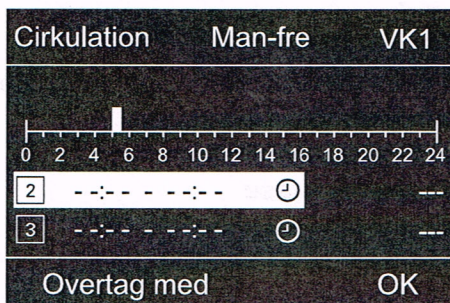 Cirkulation Man-fre VK1
0 2 4 6 8 10 12 14 16 18 20 22 24
2 --:-- - --:-- ---
3 --:-- - --:-- ---
Overtag med OK